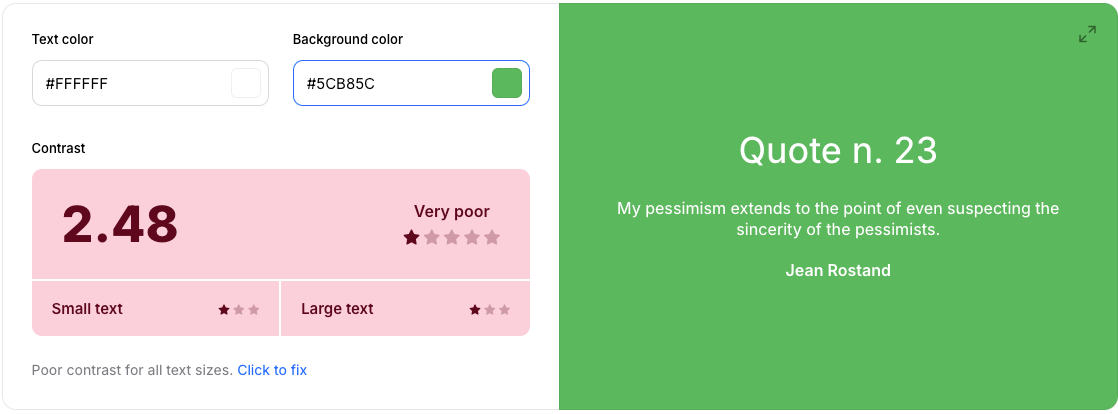 Text color
Background color
#FFFFFF
#5CB85C
Contrast
2.48
Very poor
Small text
Large text
Poor contrast for all text sizes. Click to fix
Quote n. 23
My pessimism extends to the point of even suspecting the
sincerity of the pessimists.
Jean Rostand